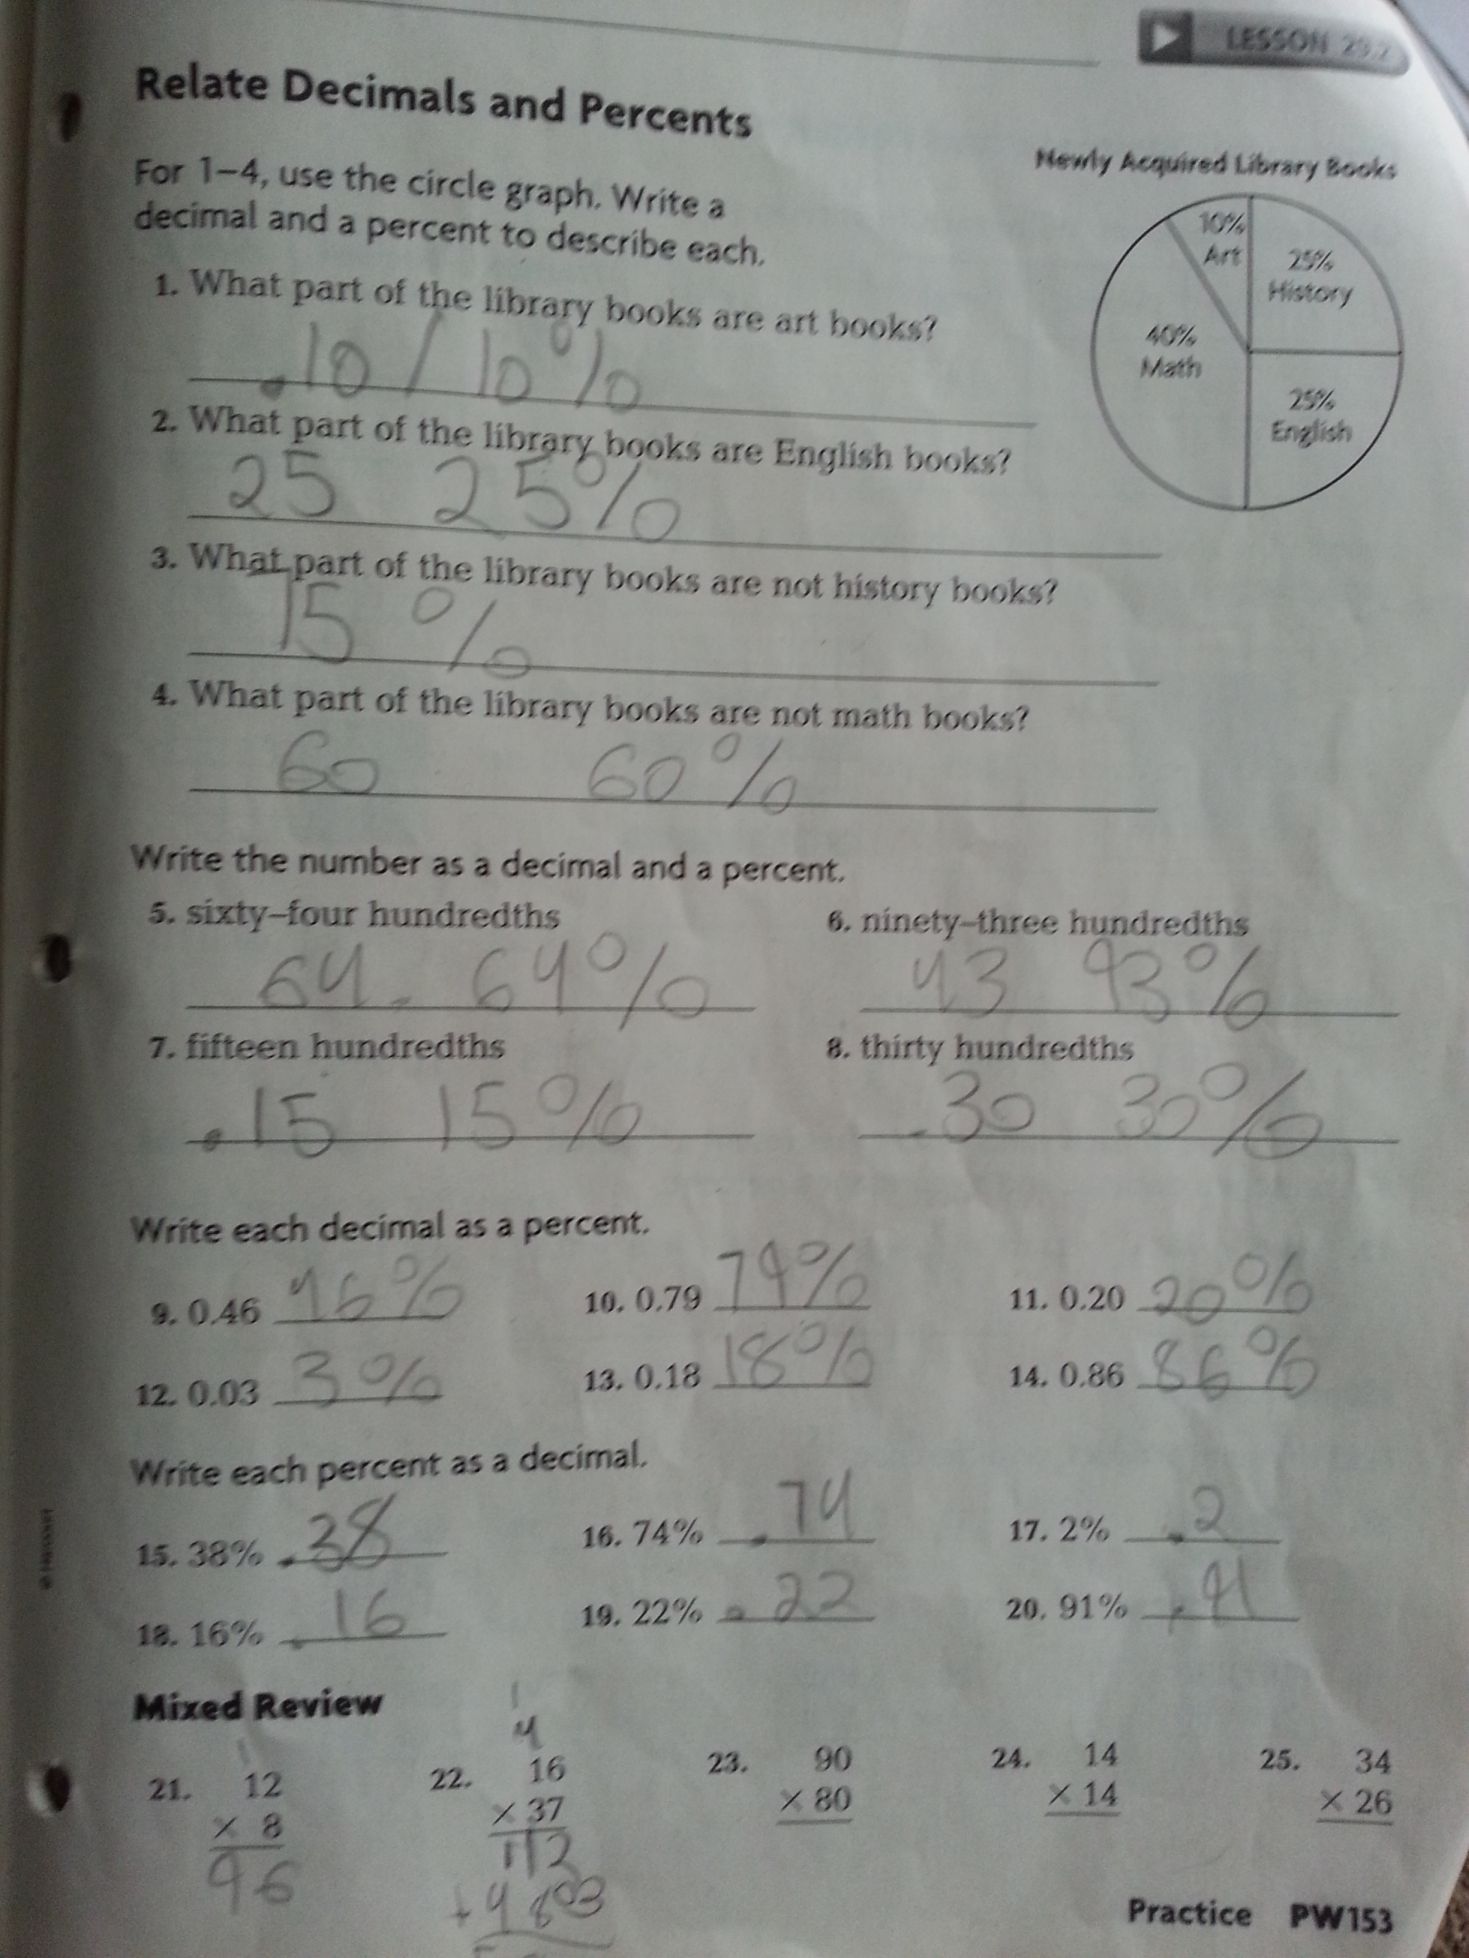 LESSON 25.2
Relate Decimals and Percents
Newly Acquired Library Books
10%
Art
25%
History
40%
Math
25%
English
For 1–4, use the circle graph. Write a
decimal and a percent to describe each.
1. What part of the library books are art books?
.10 / 10%
2. What part of the library books are English books?
25 25%
3. What part of the library books are not history books?
75 %
4. What part of the library books are not math books?
60 60%
Write the number as a decimal and a percent.
5. sixty–four hundredths
64. 64%
6. ninety–three hundredths
93 93%
7. fifteen hundredths
.15 15%
8. thirty hundredths
.30 30%
Write each decimal as a percent.
9. 0.46 46%
10. 0.79 79%
11. 0.20 20%
12. 0.03 3%
13. 0.18 18%
14. 0.86 86%
Write each percent as a decimal.
15. 38% .38
16. 74% .74
17. 2% .2
18. 16% .16
19. 22% .22
20. 91% .91
Mixed Review
21. 12
× 8
96
22. 16
× 37
112
23. 90
× 80
24. 14
× 14
25. 34
× 26
Practice PW153